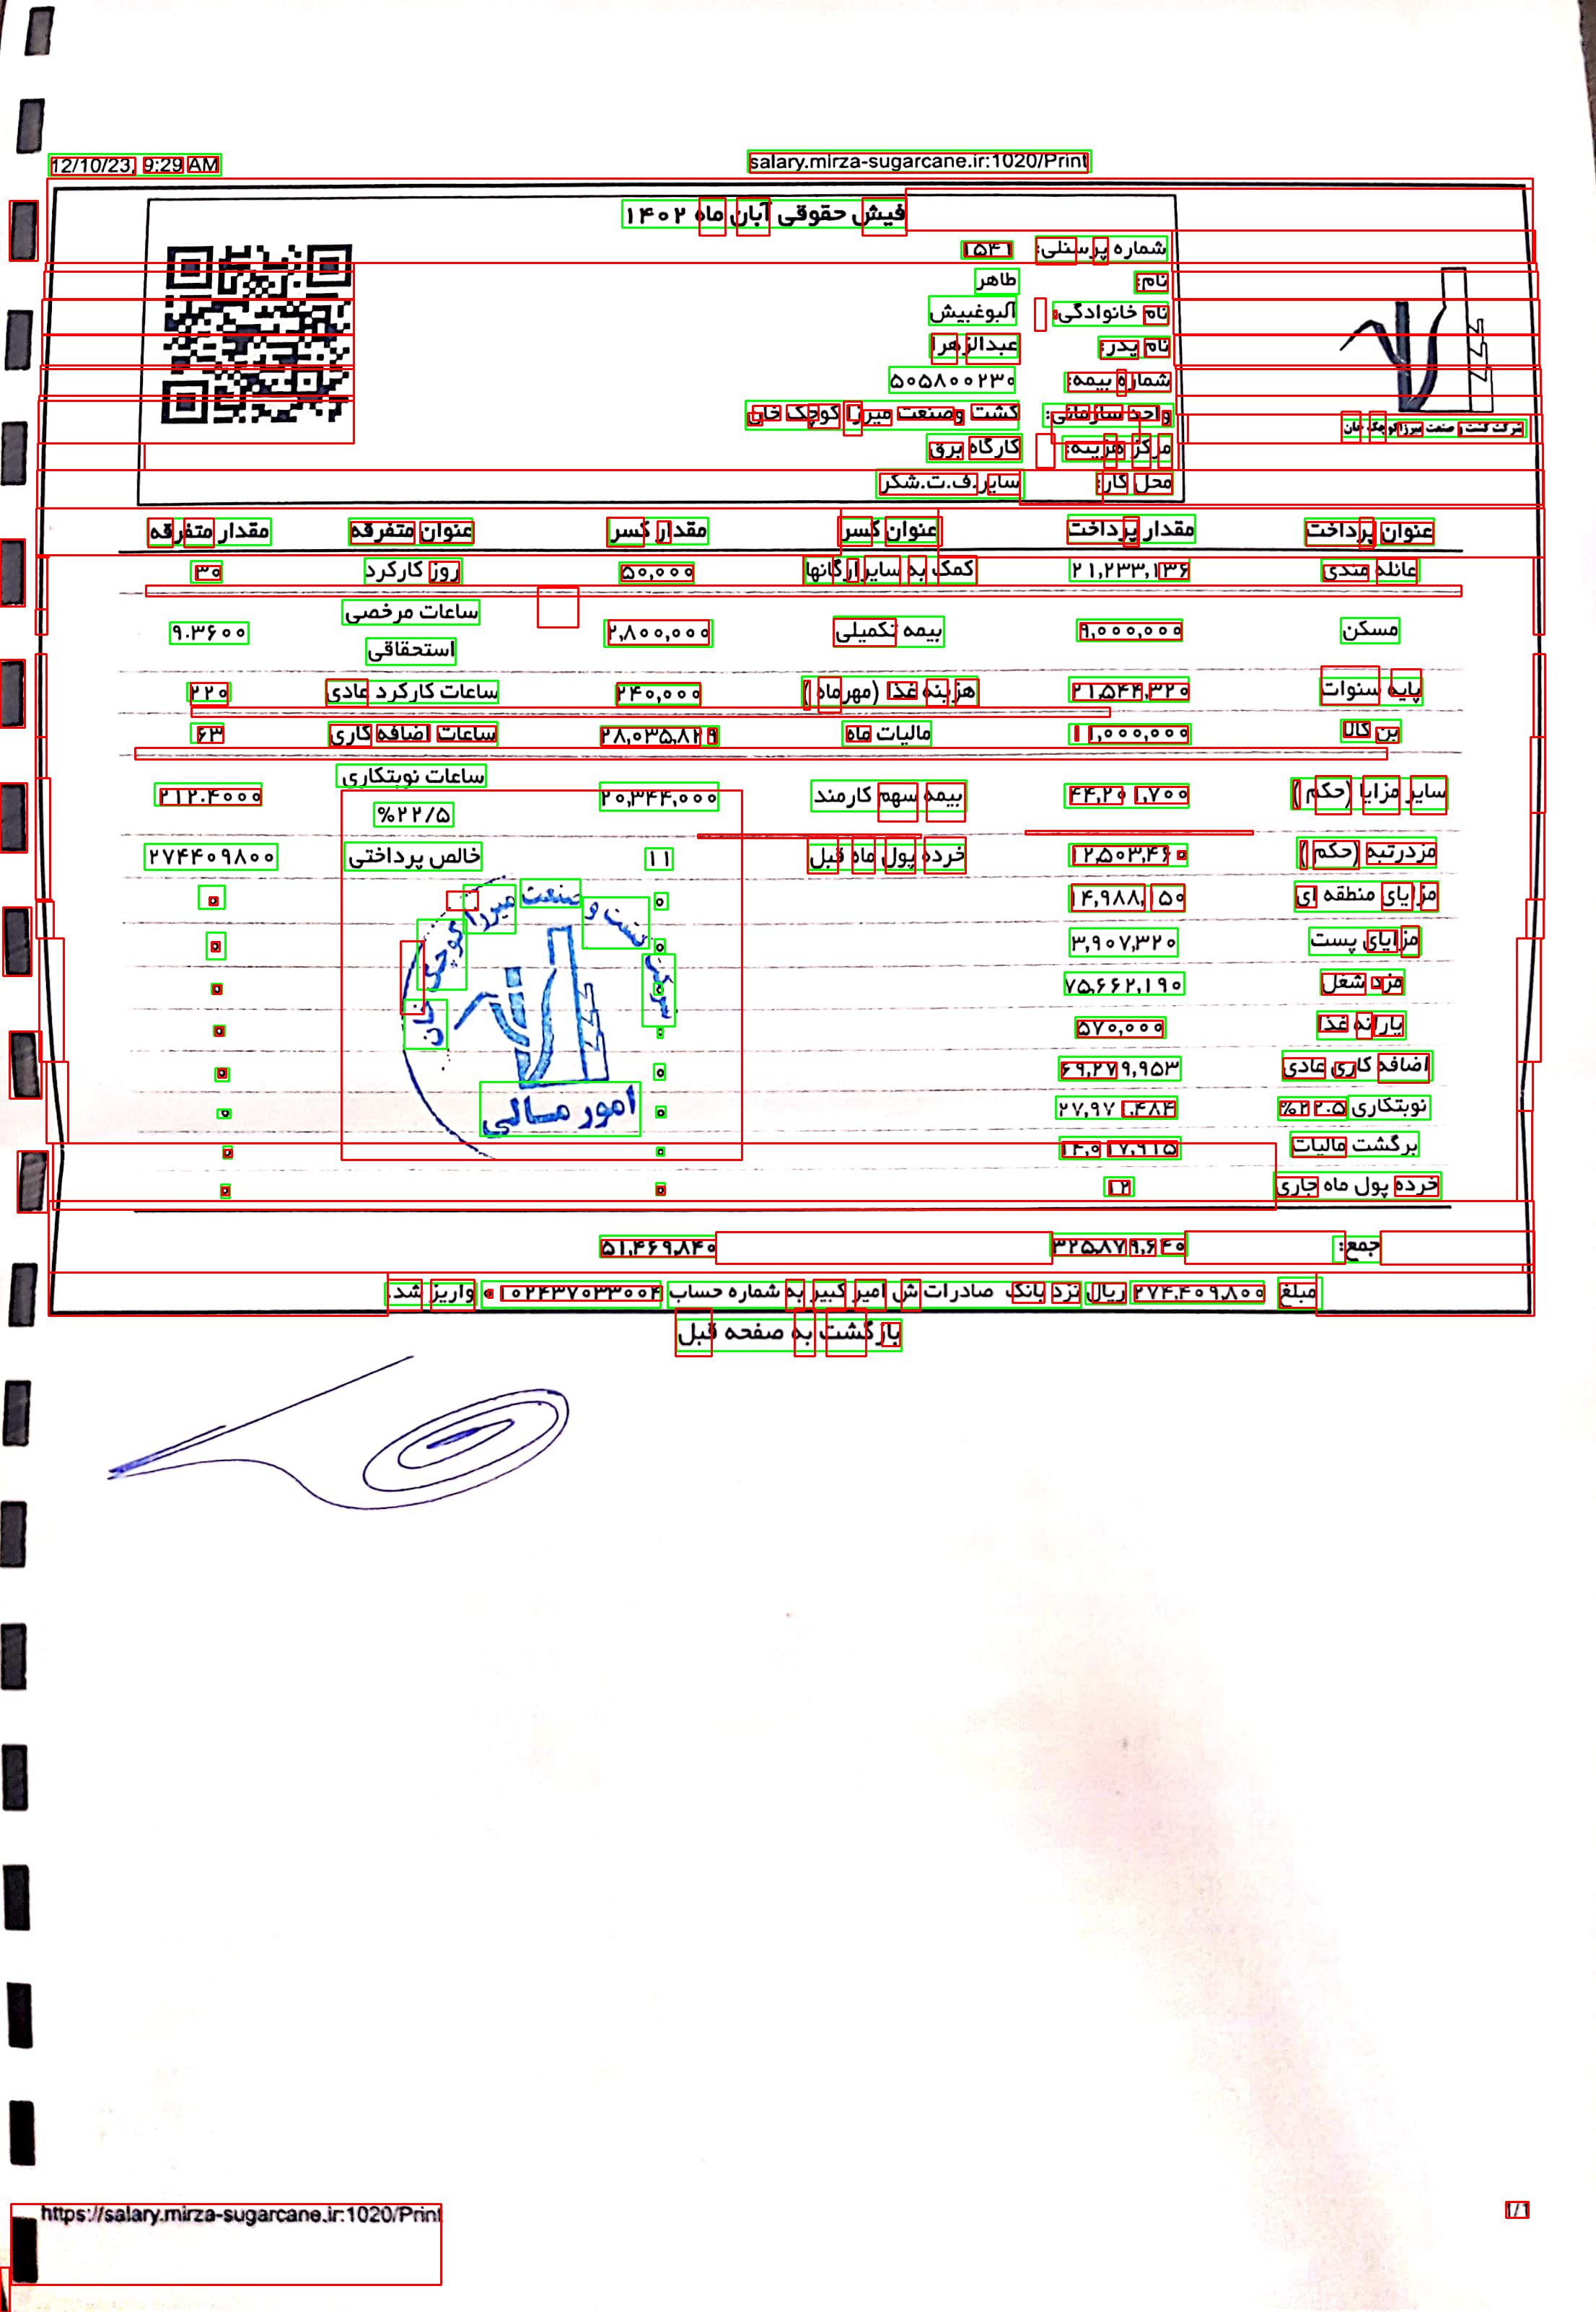 12/10/23, 9:29 AM salary.mirza-sugarcane.ir:1020/Print
فیش حقوقی آبان ماه ۱۴۰۲
شماره پرسنلی: ۱۵۴۱
نام: طاهر
نام خانوادگی: آلبوغبیش
نام پدر: عبدالزهرا
شماره بیمه: ۵۰۵۸۰۰۲۳۰
واحد سازمانی: کشت وصنعت میرزا کوچک خان
شرکت کشت و صنعت میرزا کوچک خان
مرکز هزینه: کارگاه برق
محل کار: سایر.ف.ت.شکر
عنوان پرداخت مقدار پرداخت عنوان کسر مقدار کسر عنوان متفرقه مقدار متفرقه
عائله مندی ۲۱,۲۳۳,۱۳۶ کمک به سایرارگانها ۵۰,۰۰۰ روز کارکرد ۳۰
مسکن ۹,۰۰۰,۰۰۰ بیمه تکمیلی ۲,۸۰۰,۰۰۰ ساعات مرخصی استحقاقی ۹.۳۶۰۰
پایه سنوات ۲۱,۵۴۴,۳۲۰ هزینه غذا (مهرماه) ۲۴۰,۰۰۰ ساعات کارکرد عادی ۲۲۰
بن کالا ۱۱,۰۰۰,۰۰۰ مالیات ماه ۲۸,۰۳۵,۸۲۹ ساعات اضافه کاری ۶۳
سایر مزایا (حکم) ۴۴,۲۰۱,۷۰۰ بیمه سهم کارمند ۲۰,۳۴۴,۰۰۰ ساعات نوبتکاری %۲۲/۵ ۲۱۲.۴۰۰۰
مزدرتبه (حکم) ۱۲,۵۰۳,۴۶۰ خرده پول ماه قبل ۱۱ خالص پرداختی ۲۷۴۴۰۹۸۰۰
مزایای منطقه ای ۱۴,۹۸۸,۱۵۰ ۰ ۰
مزایای پست ۳,۹۰۷,۳۲۰ ۰ ۰
مزد شغل ۷۵,۶۶۲,۱۹۰ ۰ ۰
یارانه غذا ۵۷۰,۰۰۰ ۰ ۰
اضافه کاری عادی ۶۹,۲۷۹,۹۵۳ ۰ ۰
نوبتکاری ۲۲.۵% ۲۷,۹۷۱,۴۸۴ ۰ ۰
برگشت مالیات ۱۴,۰۱۷,۹۱۵ ۰ ۰
خرده پول ماه جاری ۱۲ ۰ ۰
شرکت کشت و صنعت میرزا کوچک خان
امور مالی
جمع: ۳۲۵,۸۷۹,۶۴۰ ۵۱,۴۶۹,۸۴۰
مبلغ ۲۷۴,۴۰۹,۸۰۰ ریال نزد بانک صادرات ش امیر کبیر به شماره حساب ۰۱۰۲۴۳۷۰۳۳۰۰۴ واریز شد.
بازگشت به صفحه قبل
https://salary.mirza-sugarcane.ir:1020/Print 1/1